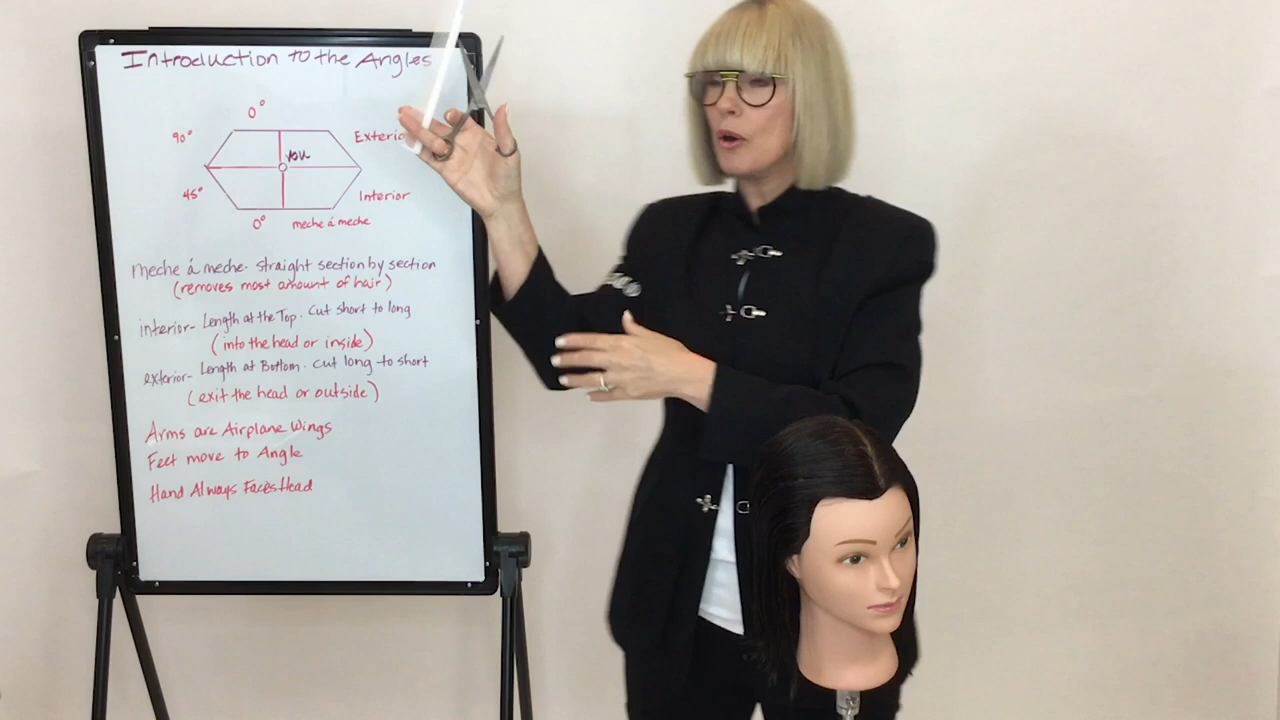 Introduction to the Angles
0°
90°
Exterio
you
45°
Interior
0°
meche á meche
meche á meche- straight section by section
(removes most amount of hair)
interior- Length at the Top. Cut short to long
(into the head or inside)
exterior- Length at Bottom. Cut long to short
(exit the head or outside)
Arms are Airplane Wings
Feet move to Angle
Hand Always Faces Head